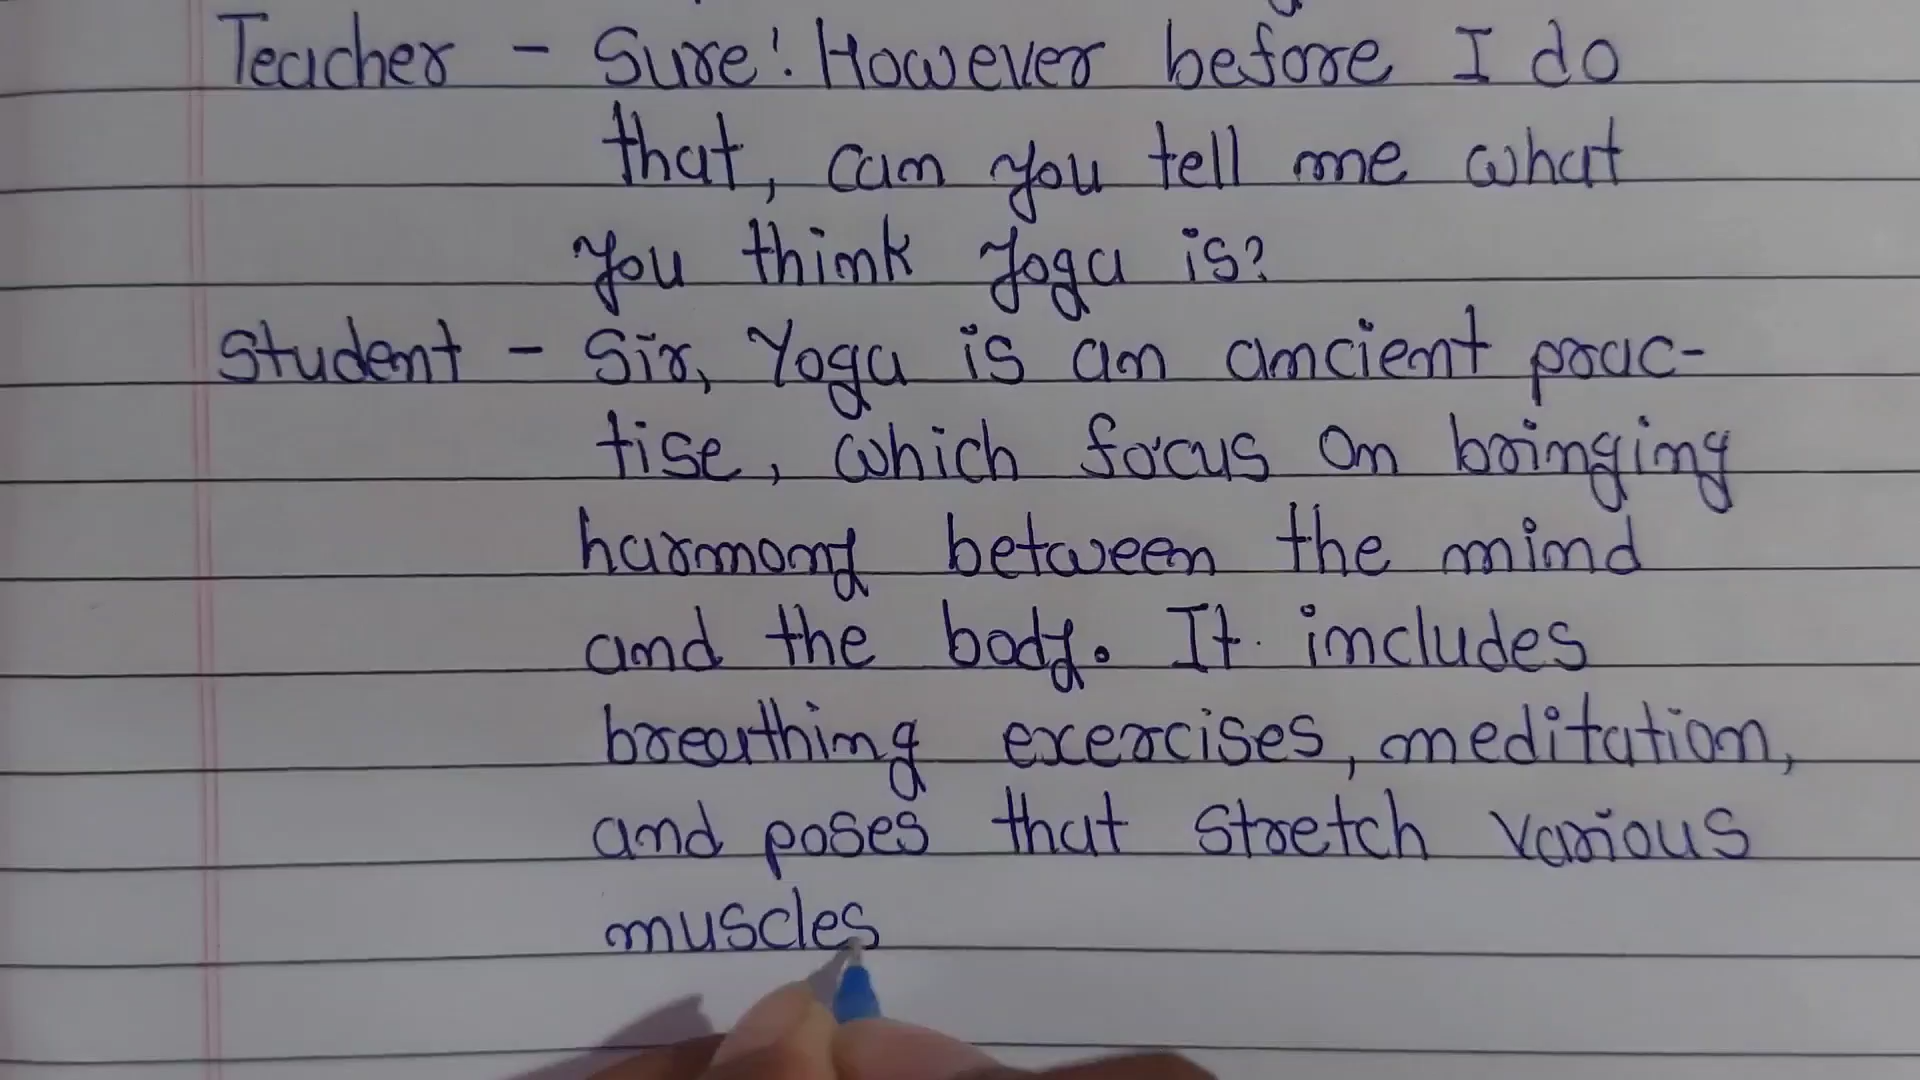 Teacher - Sure! However before I do
that, can you tell me what
you think Yoga is?
Student - Sir, Yoga is an ancient prac-
tise, which focus on bringing
harmony between the mind
and the body. It includes
breathing exercises, meditation,
and poses that stretch various
muscles